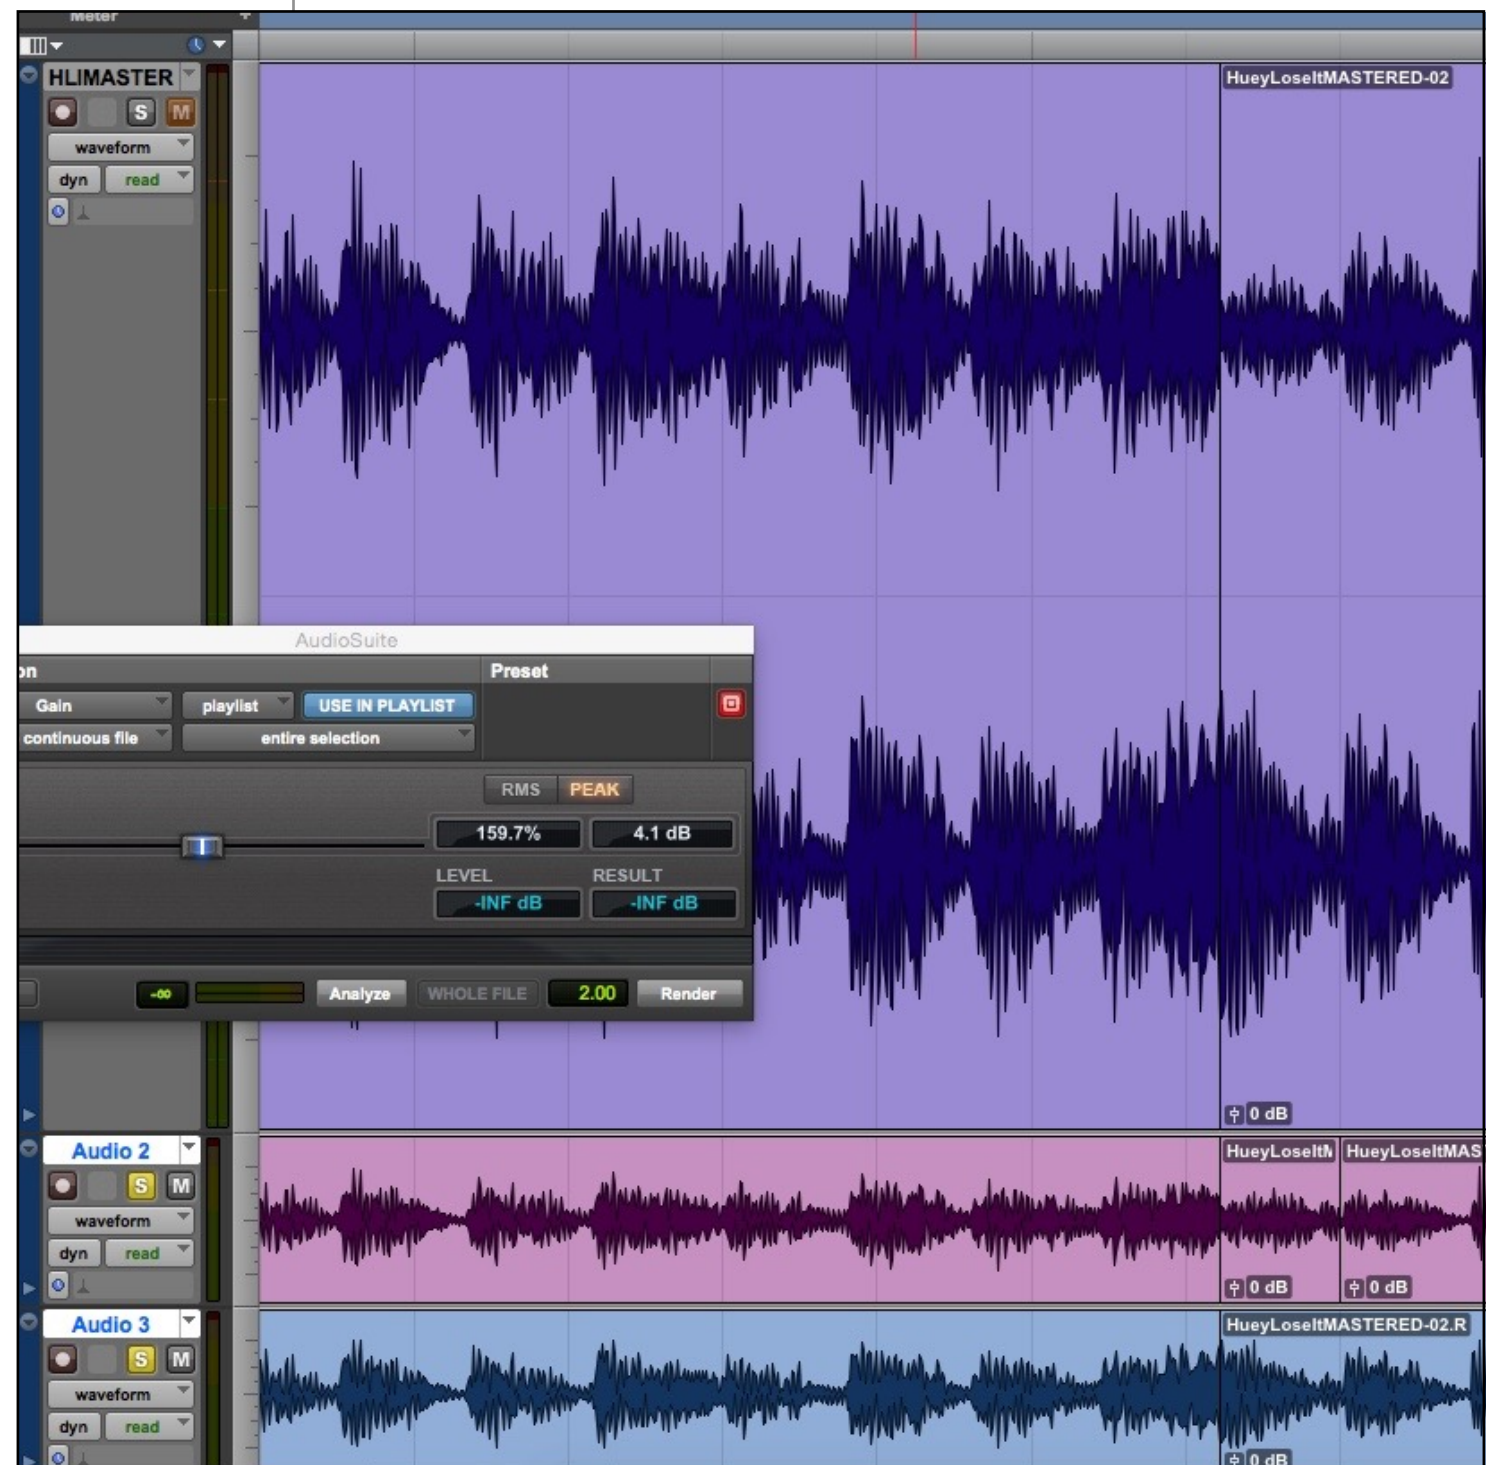 Meter
HLIMASTER
S M
waveform
dyn read
HueyLoseItMASTERED-02
AudioSuite
on Preset
Gain playlist USE IN PLAYLIST
continuous file entire selection
RMS PEAK
159.7% 4.1 dB
LEVEL RESULT
-INF dB -INF dB
-∞ Analyze WHOLE FILE 2.00 Render
0 dB
Audio 2
S M
waveform
dyn read
HueyLoseItM HueyLoseItMAS
0 dB 0 dB
Audio 3
S M
waveform
dyn read
HueyLoseItMASTERED-02.R
0 dB